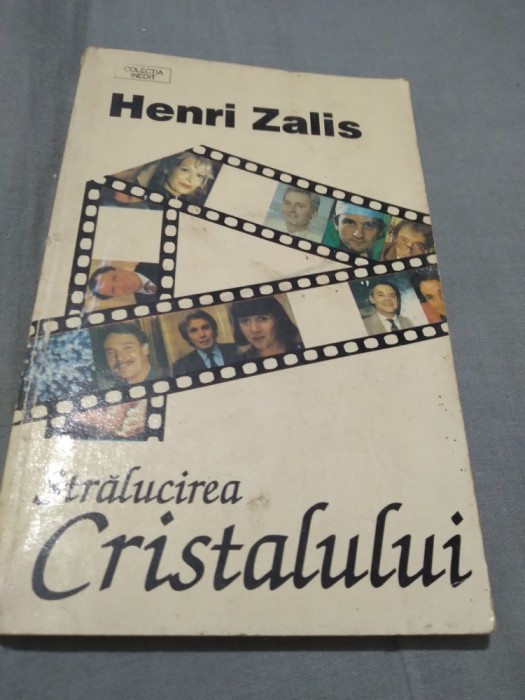 COLECȚIA
INEDIT
Henri Zalis
Strălucirea
Cristalului